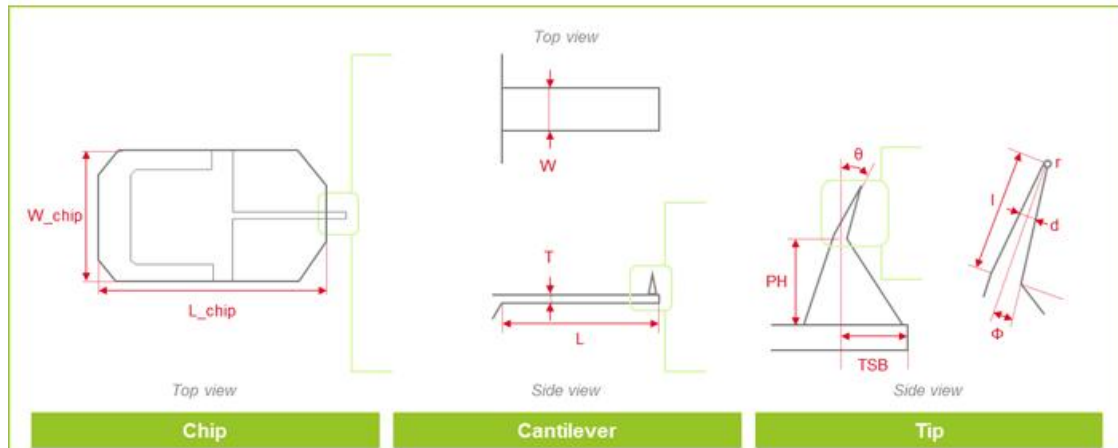 Top view
W
θ
r
l
d
W_chip
T
PH
L_chip
L
Φ
TSB
Top view
Side view
Side view
Chip
Cantilever
Tip